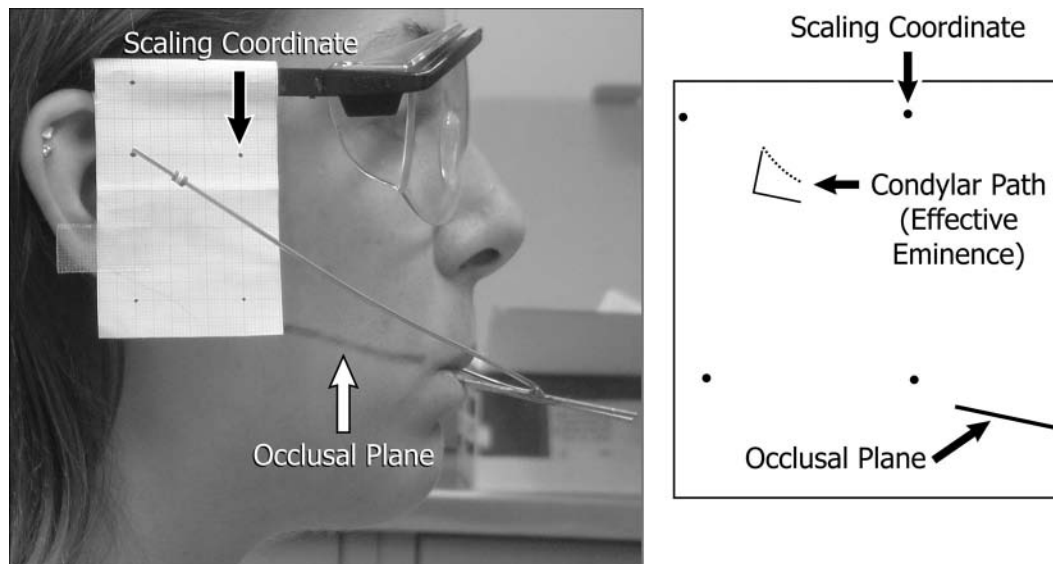 Scaling Coordinate
Occlusal Plane
Scaling Coordinate
Condylar Path
(Effective
Eminence)
Occlusal Plane